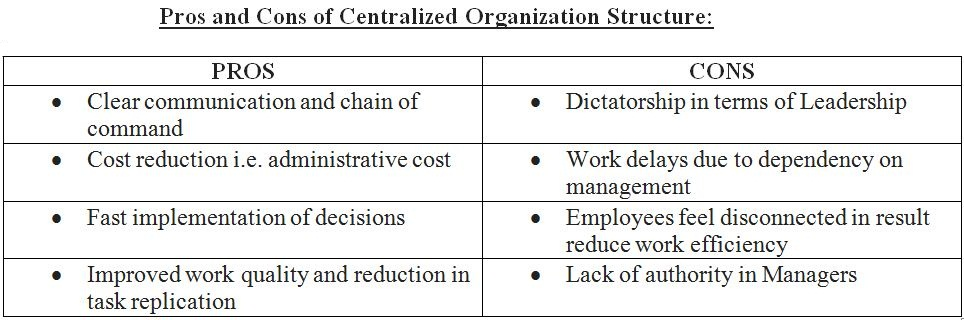 Pros and Cons of Centralized Organization Structure:
PROS
CONS
• Clear communication and chain of
command
• Dictatorship in terms of Leadership
• Cost reduction i.e. administrative cost
• Work delays due to dependency on
management
• Fast implementation of decisions
• Employees feel disconnected in result
reduce work efficiency
• Improved work quality and reduction in
task replication
• Lack of authority in Managers